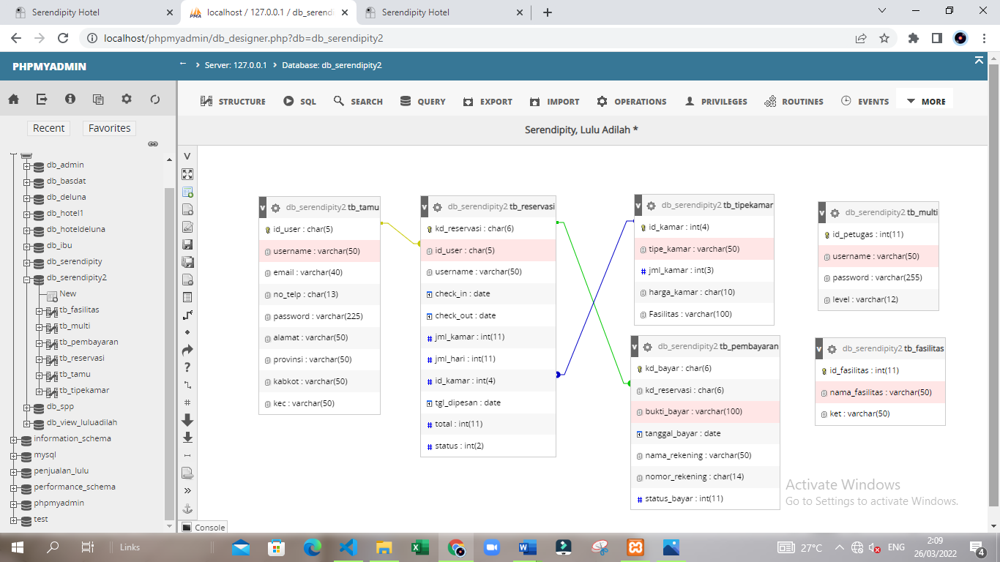 Serendipity Hotel
localhost / 127.0.0.1 / db_serendi
Serendipity Hotel
localhost/phpmyadmin/db_designer.php?db=db_serendipity2
PHPMYADMIN
Server: 127.0.0.1
Database: db_serendipity2
STRUCTURE
SQL
SEARCH
QUERY
EXPORT
IMPORT
OPERATIONS
PRIVILEGES
ROUTINES
EVENTS
MORE
Recent
Favorites
Serendipity, Lulu Adilah *
db_admin
db_basdat
db_deluna
db_hotel1
db_hoteldeluna
db_ibu
db_serendipity
db_serendipity2
New
tb_fasilitas
tb_multi
tb_pembayaran
tb_reservasi
tb_tamu
tb_tipekamar
db_spp
db_view_luluadilah
information_schema
mysql
penjualan_lulu
performance_schema
phpmyadmin
test
v db_serendipity2 tb_tamu
id_user : char(5)
username : varchar(50)
email : varchar(40)
no_telp : char(13)
password : varchar(225)
alamat : varchar(50)
provinsi : varchar(50)
kabkot : varchar(50)
kec : varchar(50)
v db_serendipity2 tb_reservasi
kd_reservasi : char(6)
id_user : char(5)
username : varchar(50)
check_in : date
check_out : date
# jml_kamar : int(11)
# jml_hari : int(11)
# id_kamar : int(4)
tgl_dipesan : date
# total : int(11)
# status : int(2)
v db_serendipity2 tb_tipekamar
id_kamar : int(4)
tipe_kamar : varchar(50)
# jml_kamar : int(3)
harga_kamar : char(10)
Fasilitas : varchar(100)
v db_serendipity2 tb_pembayaran
kd_bayar : char(6)
kd_reservasi : char(6)
bukti_bayar : varchar(100)
tanggal_bayar : date
nama_rekening : varchar(50)
nomor_rekening : char(14)
# status_bayar : int(11)
v db_serendipity2 tb_multi
id_petugas : int(11)
username : varchar(50)
password : varchar(255)
level : varchar(12)
v db_serendipity2 tb_fasilitas
id_fasilitas : int(11)
nama_fasilitas : varchar(50)
ket : varchar(50)
Activate Windows
Go to Settings to activate Windows.
Console
Links
27°C
ENG
2:09
26/03/2022
4